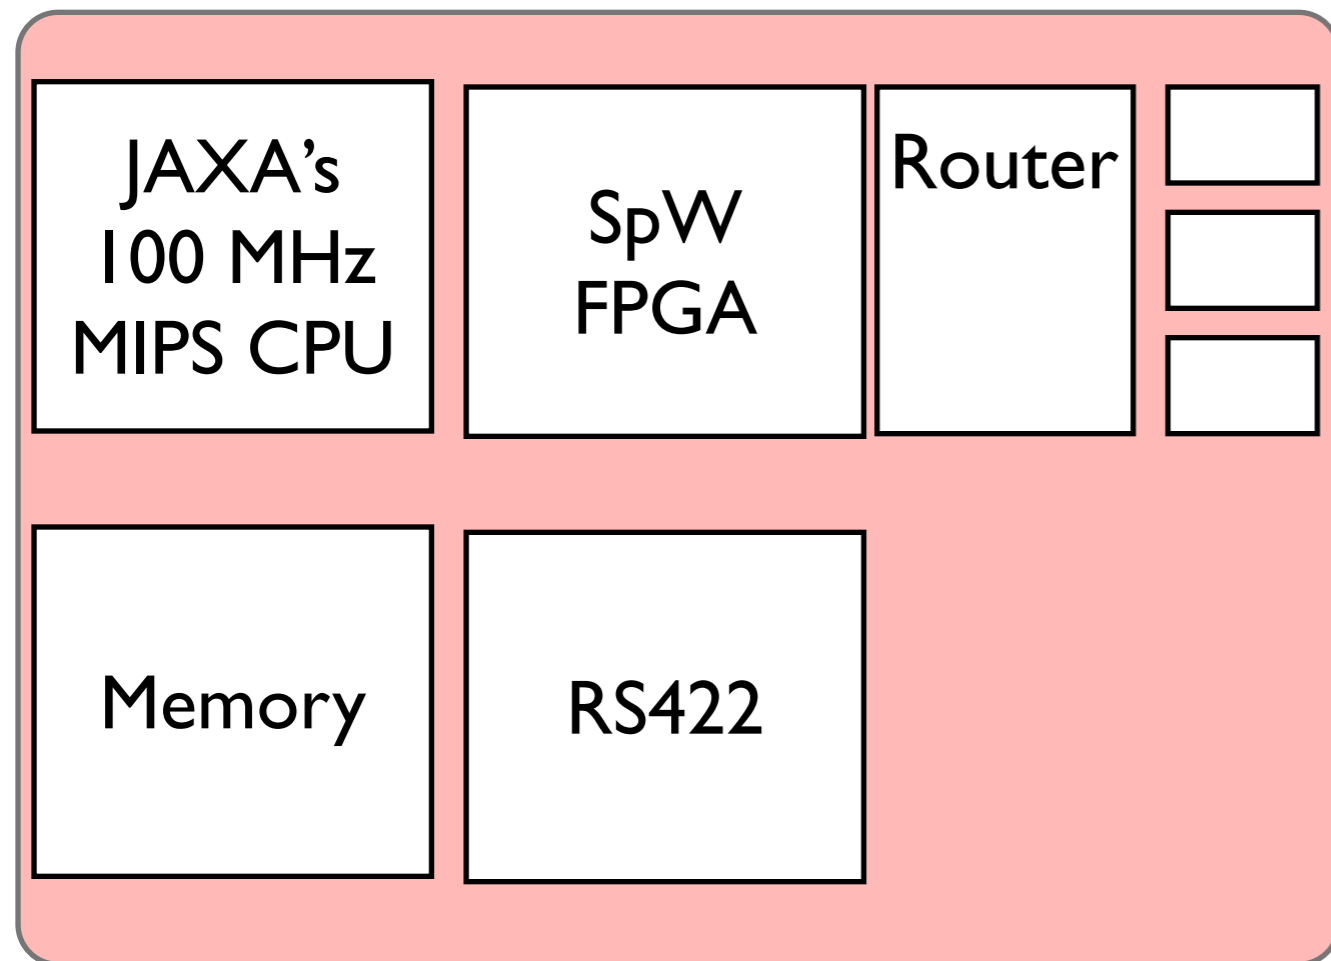 JAXA’s
100 MHz
MIPS CPU
SpW
FPGA
Router
Memory
RS422